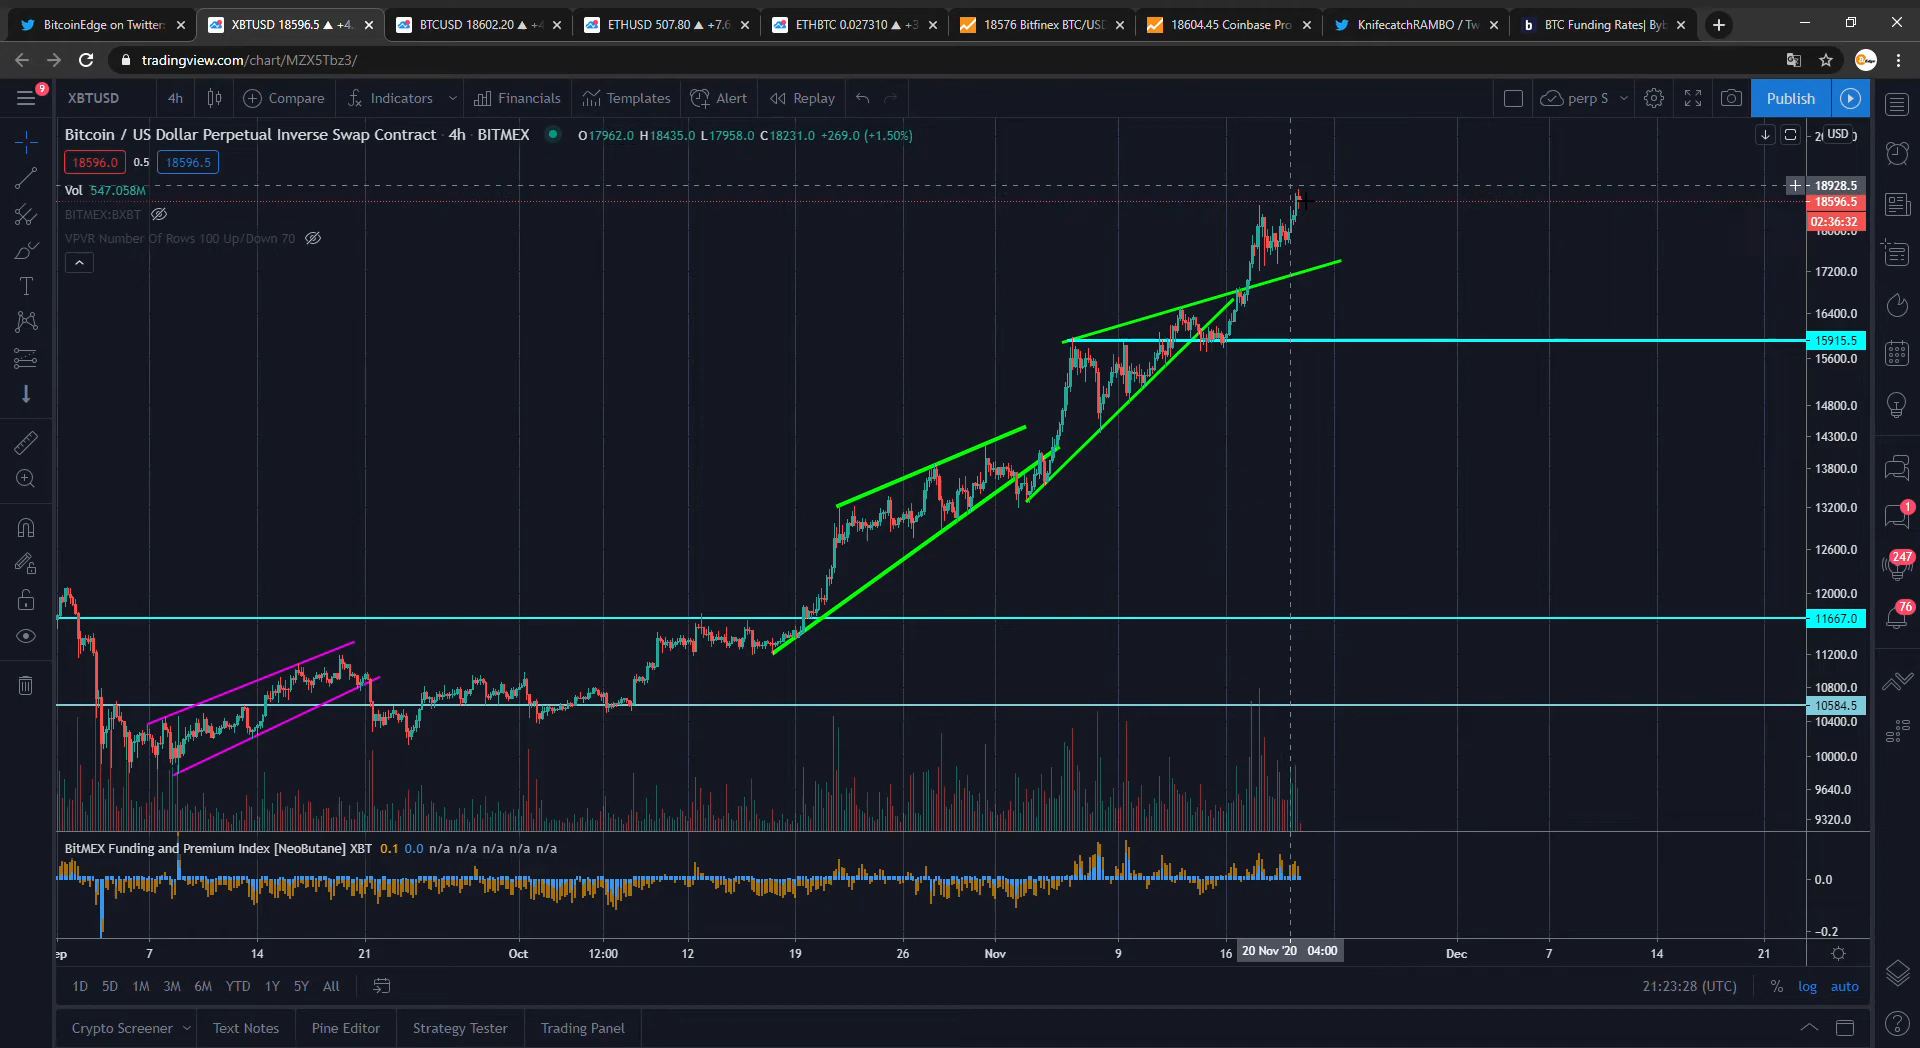 BitcoinEdge on Twitter:
XBTUSD 18596.5 ▲ +4.
BTCUSD 18602.20 ▲ +4
ETHUSD 507.80 ▲ +7.6
ETHBTC 0.027310 ▲ +3
18576 Bitfinex BTC/USD
18604.45 Coinbase Pro
KnifecatchRAMBO / Tw
BTC Funding Rates| Byb
tradingview.com/chart/MZX5Tbz3/
9
XBTUSD
4h
Compare
Indicators
Financials
Templates
Alert
Replay
perp S
Publish
Bitcoin / US Dollar Perpetual Inverse Swap Contract · 4h · BITMEX
O17962.0 H18435.0 L17958.0 C18231.0 +269.0 (+1.50%)
USD
18596.0
0.5
18596.5
Vol 547.058M
BITMEX:BXBT
VPVR Number Of Rows 100 Up/Down 70
18928.5
18596.5
02:36:32
18000.0
17200.0
16400.0
15915.5
15600.0
14800.0
14300.0
13800.0
13200.0
12600.0
12000.0
11667.0
11200.0
10800.0
10584.5
10400.0
10000.0
9640.0
9320.0
1
247
76
BitMEX Funding and Premium Index [NeoButane] XBT 0.1 0.0 n/a n/a n/a n/a n/a
0.0
−0.2
ep
7
14
21
Oct
12:00
12
19
26
Nov
9
16
20 Nov '20 04:00
Dec
7
14
21
1D
5D
1M
3M
6M
YTD
1Y
5Y
All
21:23:28 (UTC)
%
log
auto
Crypto Screener
Text Notes
Pine Editor
Strategy Tester
Trading Panel